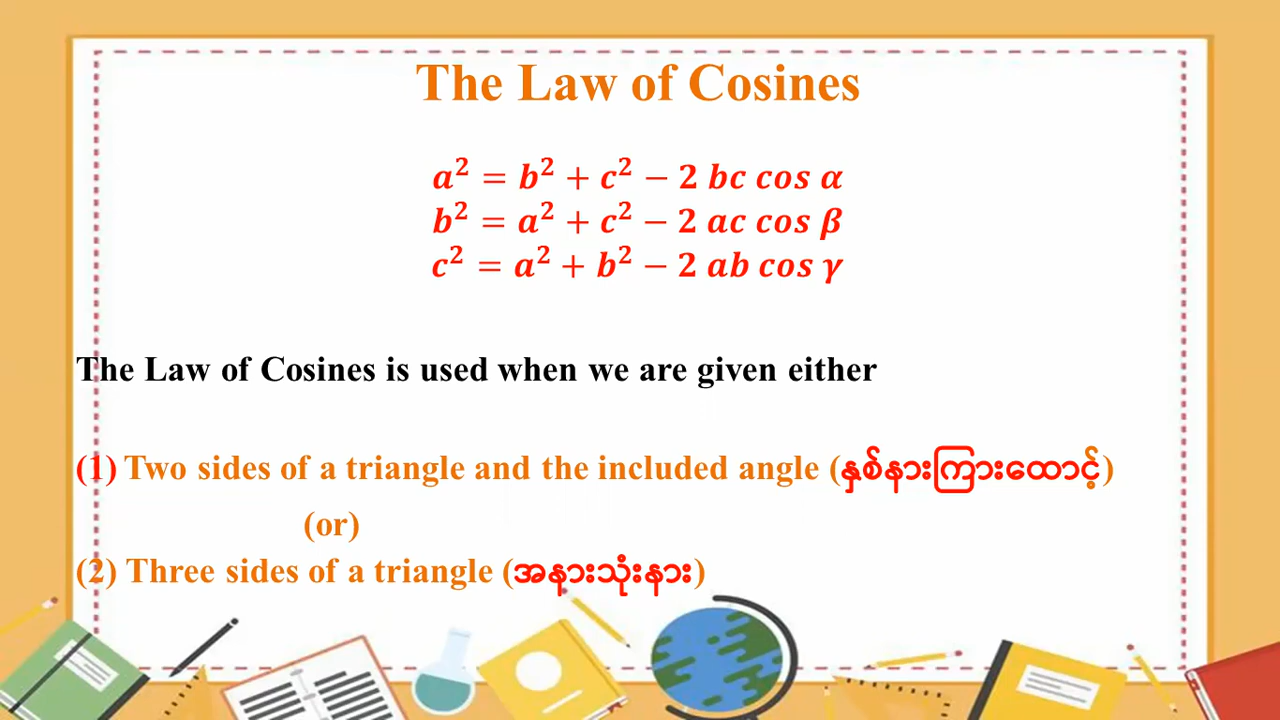 The Law of Cosines
a² = b² + c² − 2 bc cos α
b² = a² + c² − 2 ac cos β
c² = a² + b² − 2 ab cos γ
The Law of Cosines is used when we are given either
(1) Two sides of a triangle and the included angle (နှစ်နားကြားထောင့်)
(or)
(2) Three sides of a triangle (အနားသုံးနား)